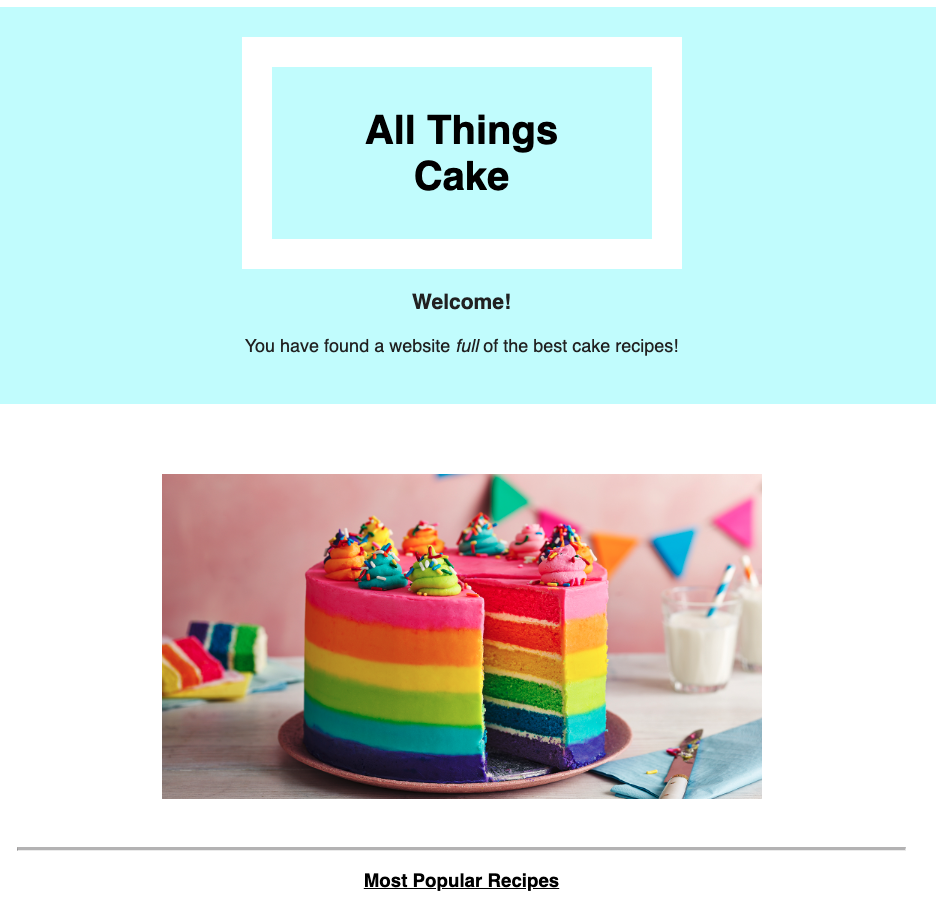 All Things
Cake
Welcome!
You have found a website full of the best cake recipes!
Most Popular Recipes